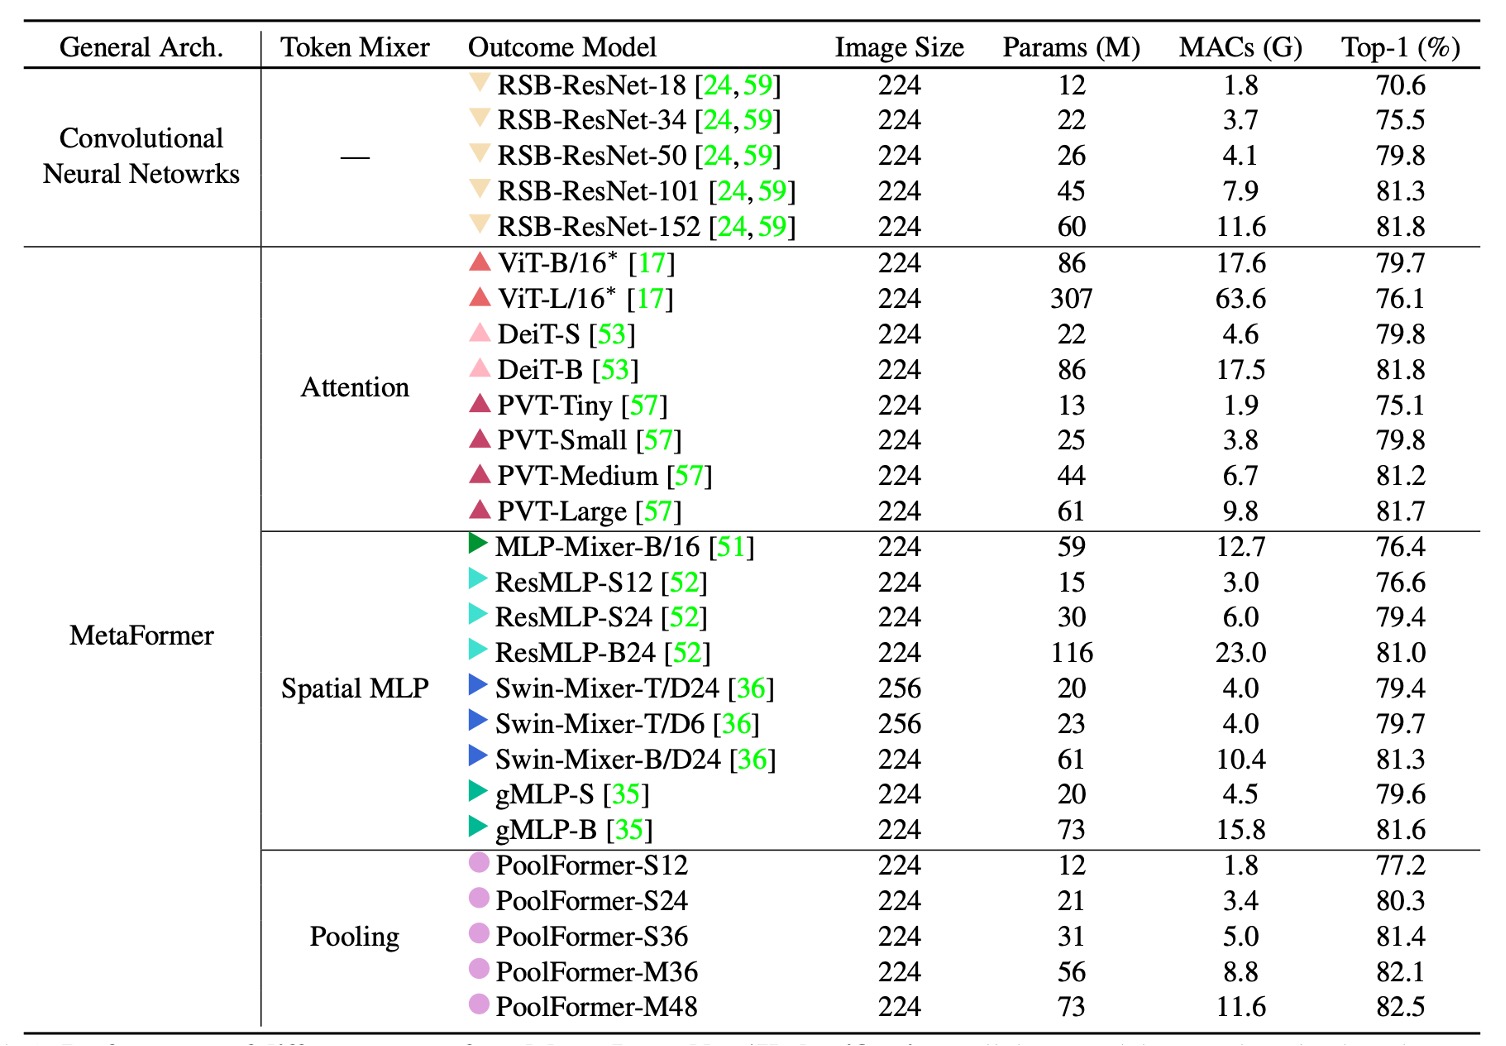 General Arch. Token Mixer Outcome Model Image Size Params (M) MACs (G) Top-1 (%)
Convolutional Neural Netowrks — RSB-ResNet-18 [24, 59] 224 12 1.8 70.6
RSB-ResNet-34 [24, 59] 224 22 3.7 75.5
RSB-ResNet-50 [24, 59] 224 26 4.1 79.8
RSB-ResNet-101 [24, 59] 224 45 7.9 81.3
RSB-ResNet-152 [24, 59] 224 60 11.6 81.8
MetaFormer Attention ViT-B/16* [17] 224 86 17.6 79.7
ViT-L/16* [17] 224 307 63.6 76.1
DeiT-S [53] 224 22 4.6 79.8
DeiT-B [53] 224 86 17.5 81.8
PVT-Tiny [57] 224 13 1.9 75.1
PVT-Small [57] 224 25 3.8 79.8
PVT-Medium [57] 224 44 6.7 81.2
PVT-Large [57] 224 61 9.8 81.7
Spatial MLP MLP-Mixer-B/16 [51] 224 59 12.7 76.4
ResMLP-S12 [52] 224 15 3.0 76.6
ResMLP-S24 [52] 224 30 6.0 79.4
ResMLP-B24 [52] 224 116 23.0 81.0
Swin-Mixer-T/D24 [36] 256 20 4.0 79.4
Swin-Mixer-T/D6 [36] 256 23 4.0 79.7
Swin-Mixer-B/D24 [36] 224 61 10.4 81.3
gMLP-S [35] 224 20 4.5 79.6
gMLP-B [35] 224 73 15.8 81.6
Pooling PoolFormer-S12 224 12 1.8 77.2
PoolFormer-S24 224 21 3.4 80.3
PoolFormer-S36 224 31 5.0 81.4
PoolFormer-M36 224 56 8.8 82.1
PoolFormer-M48 224 73 11.6 82.5